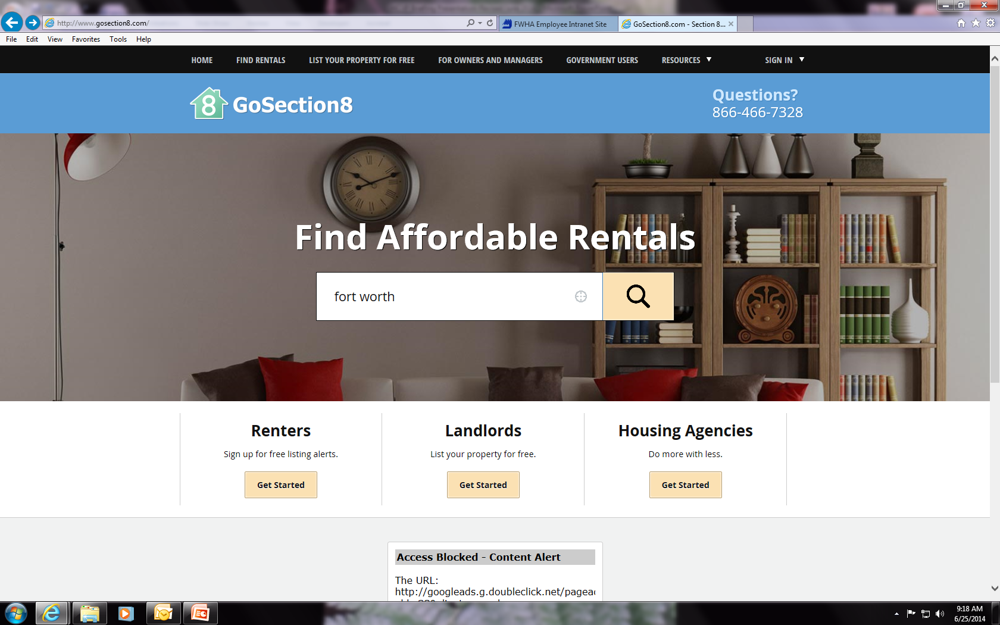 http://www.gosection8.com/
FWHA Employee Intranet Site
GoSection8.com - Section 8...
File Edit View Favorites Tools Help
HOME FIND RENTALS LIST YOUR PROPERTY FOR FREE FOR OWNERS AND MANAGERS GOVERNMENT USERS RESOURCES SIGN IN
8 GoSection8
Questions?
866-466-7328
Find Affordable Rentals
fort worth
Renters
Sign up for free listing alerts.
Get Started
Landlords
List your property for free.
Get Started
Housing Agencies
Do more with less.
Get Started
Access Blocked - Content Alert
The URL:
http://googleads.g.doubleclick.net/pagead
9:18 AM
6/25/2014